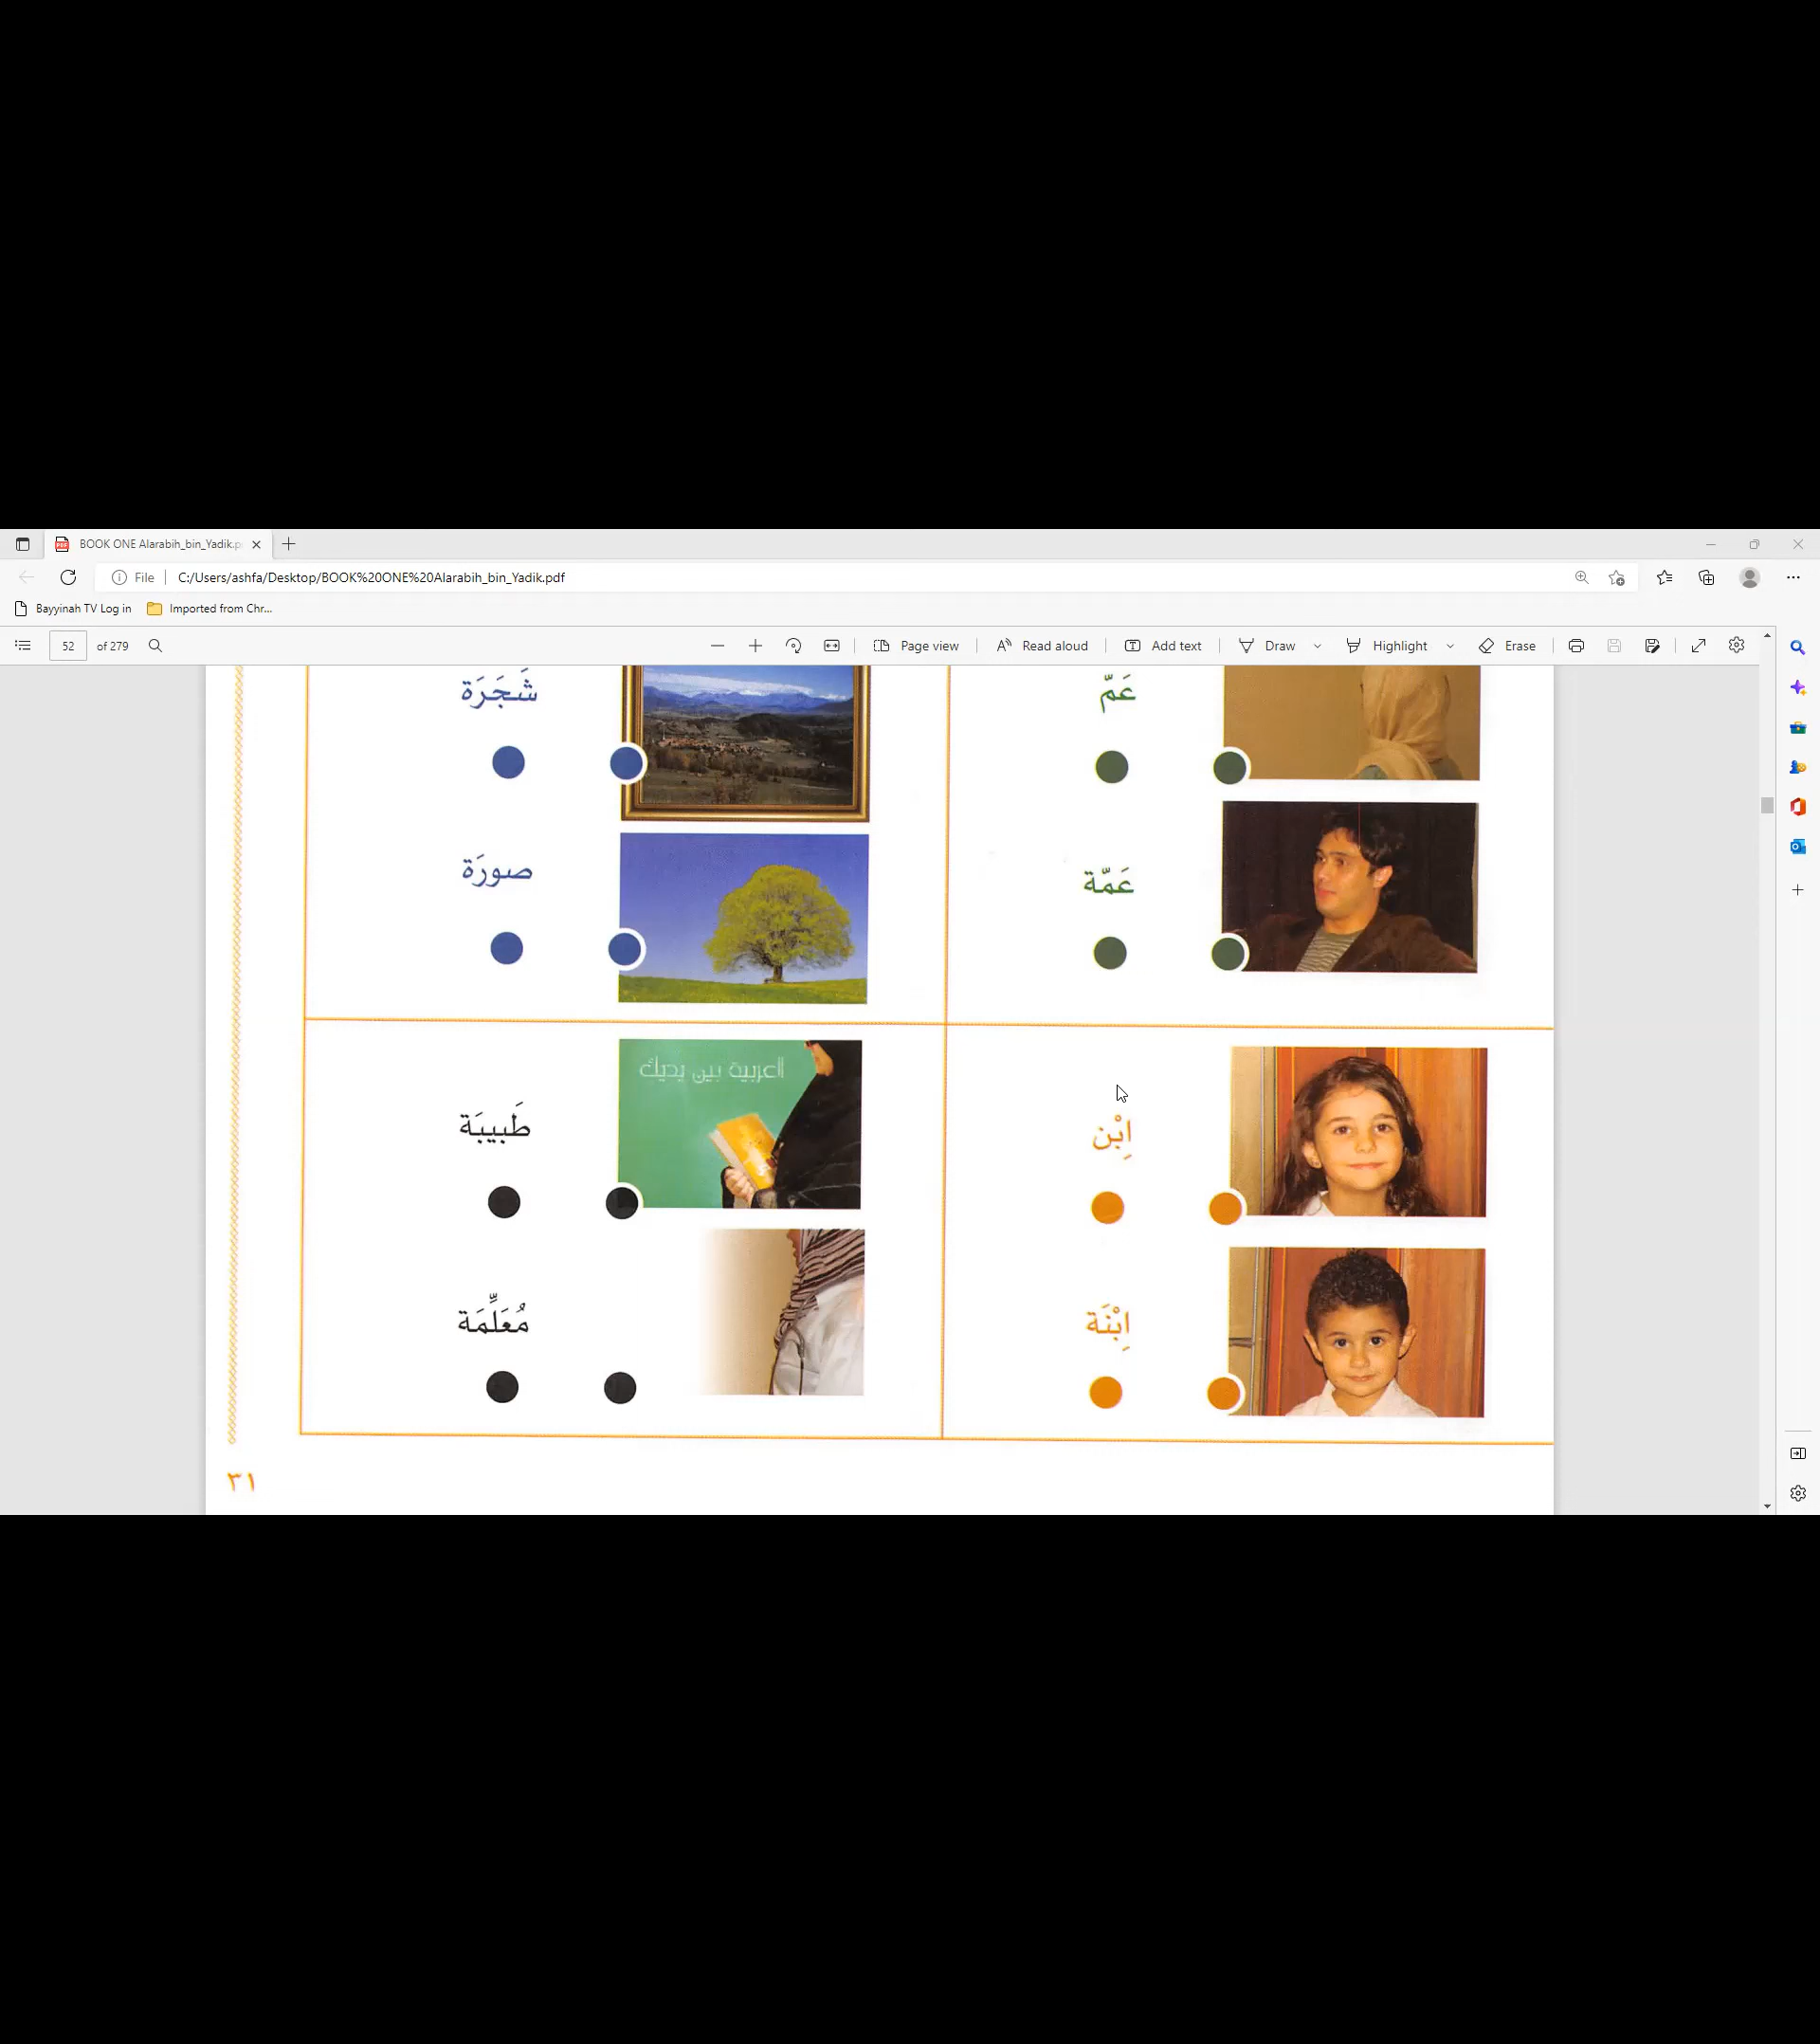 BOOK ONE Alarabih_bin_Yadik.p
File
C:/Users/ashfa/Desktop/BOOK%20ONE%20Alarabih_bin_Yadik.pdf
Bayyinah TV Log in
Imported from Chr...
52
of 279
Page view
Read aloud
Add text
Draw
Highlight
Erase
عَمّ
شَجَرَة
عَمّة
صورَة
العربية بين يديك
اِبْن
طَبيبَة
اِبْنَة
مُعَلِّمَة
٣١